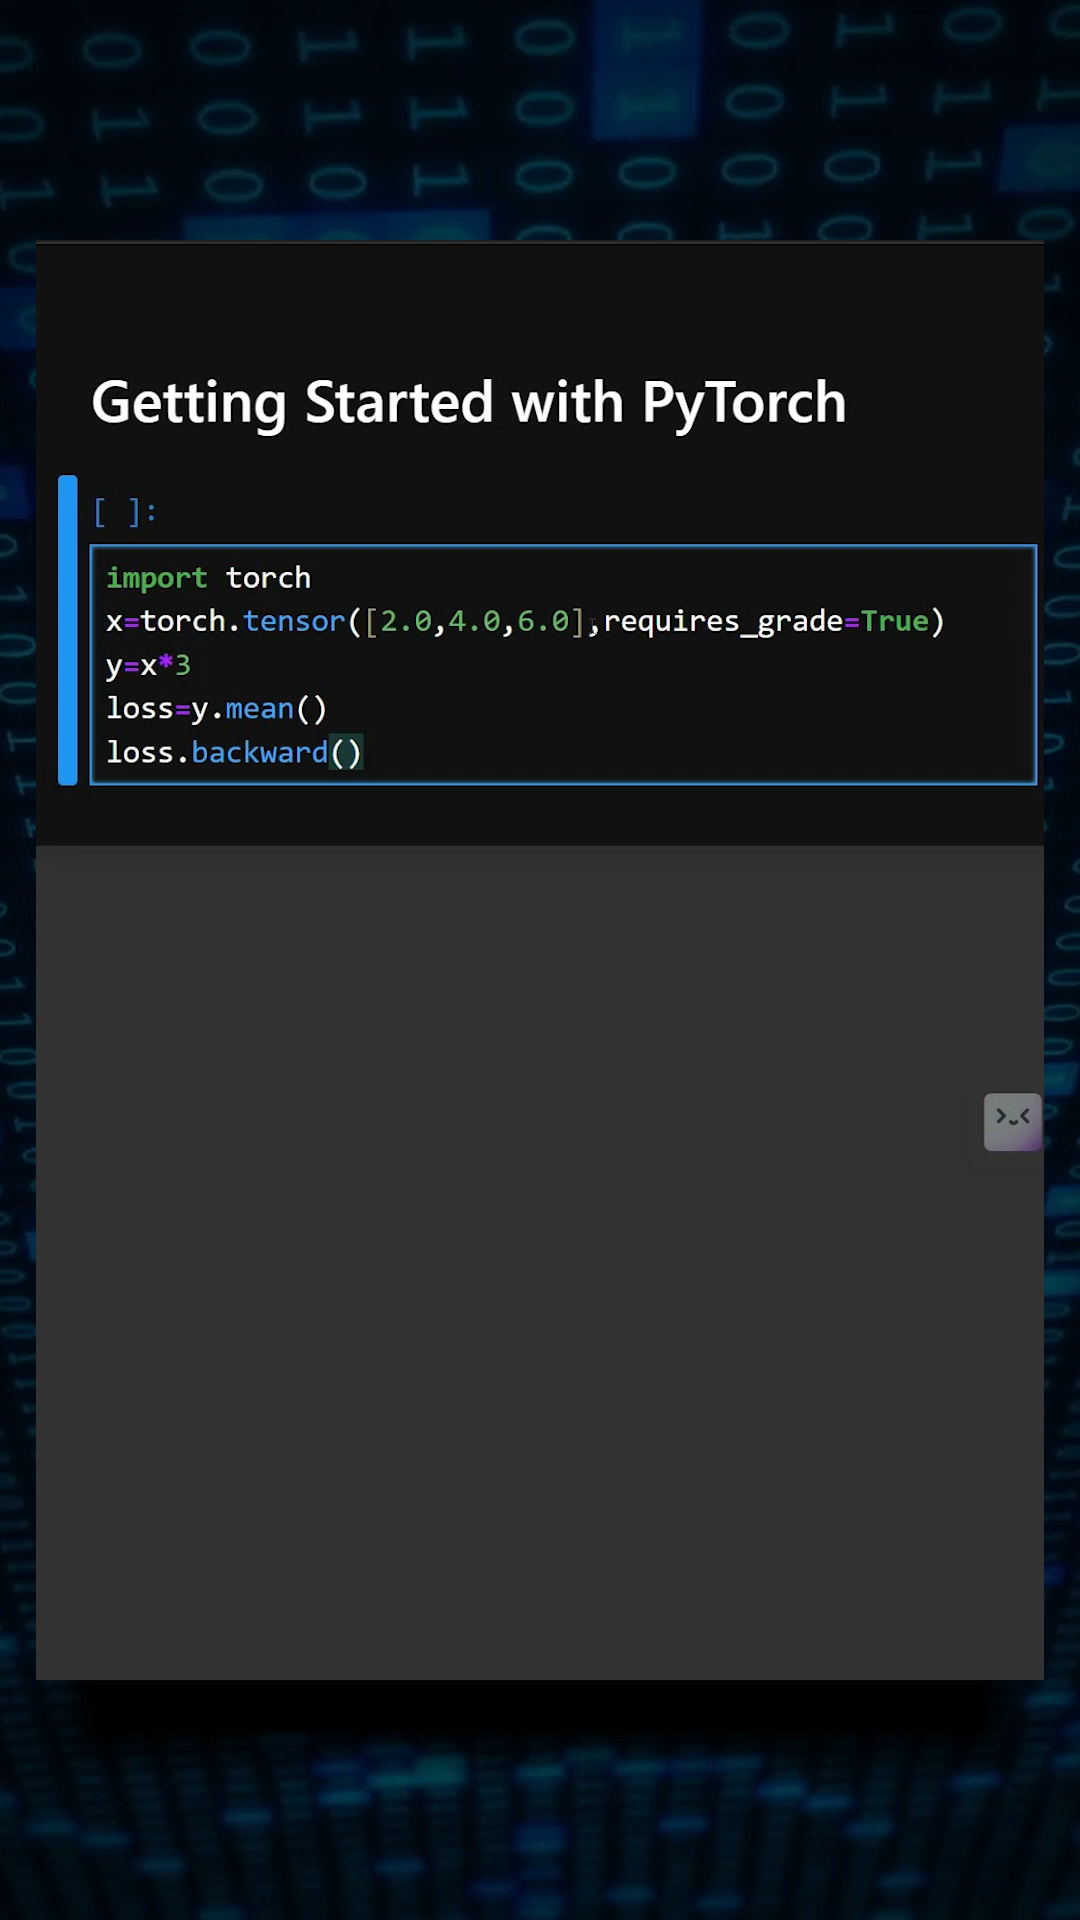 Getting Started with PyTorch
[ ]:
import torch
x=torch.tensor([2.0,4.0,6.0],requires_grade=True)
y=x*3
loss=y.mean()
loss.backward()